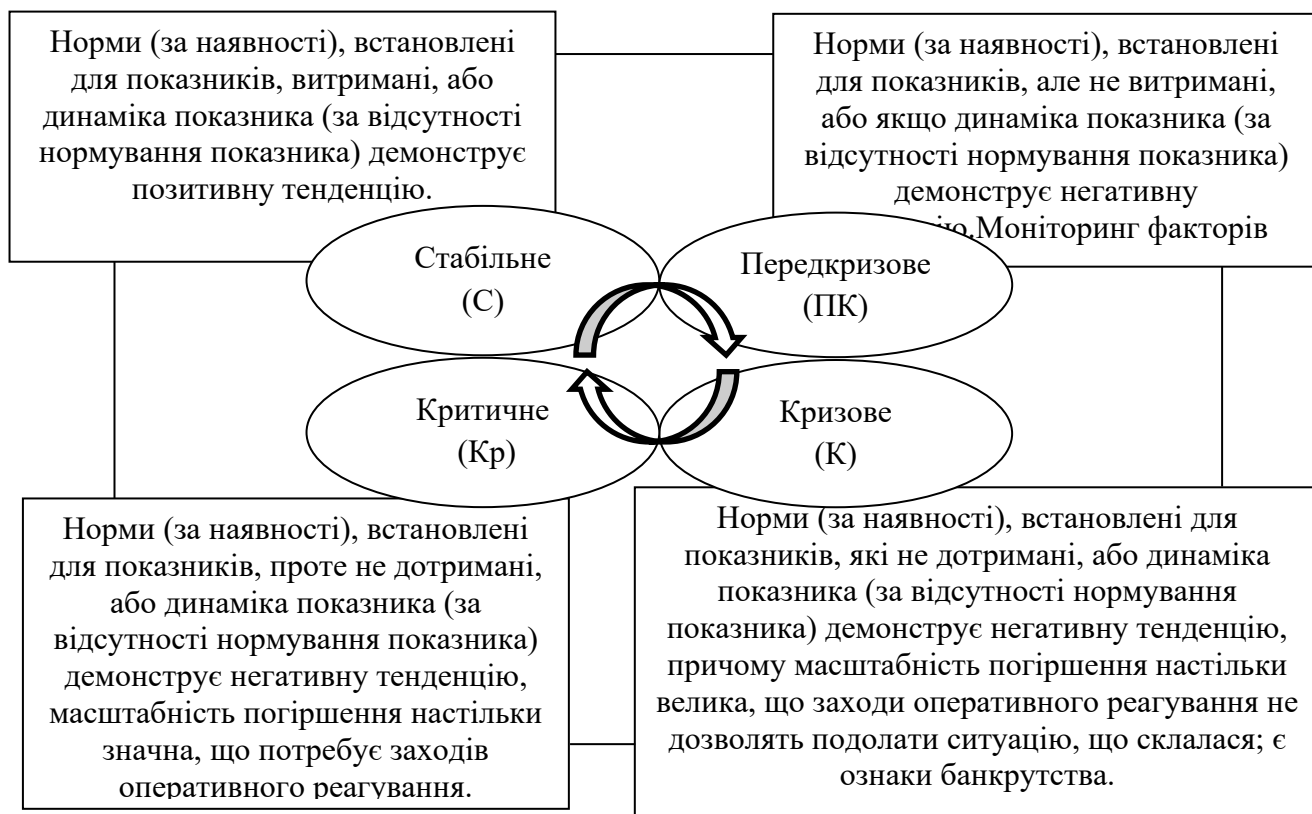 Норми (за наявності), встановлені
для показників, витримані, або
динаміка показника (за відсутності
нормування показника) демонструє
позитивну тенденцію.
Норми (за наявності), встановлені
для показників, але не витримані,
або якщо динаміка показника (за
відсутності нормування показника)
демонструє негативну
Моніторинг факторів
Стабільне
(С)
Передкризове
(ПК)
Критичне
(Кр)
Кризове
(К)
Норми (за наявності), встановлені
для показників, проте не дотримані,
або динаміка показника (за
відсутності нормування показника)
демонструє негативну тенденцію,
масштабність погіршення настільки
значна, що потребує заходів
оперативного реагування.
Норми (за наявності), встановлені для
показників, які не дотримані, або динаміка
показника (за відсутності нормування
показника) демонструє негативну тенденцію,
причому масштабність погіршення настільки
велика, що заходи оперативного реагування не
дозволять подолати ситуацію, що склалася; є
ознаки банкрутства.